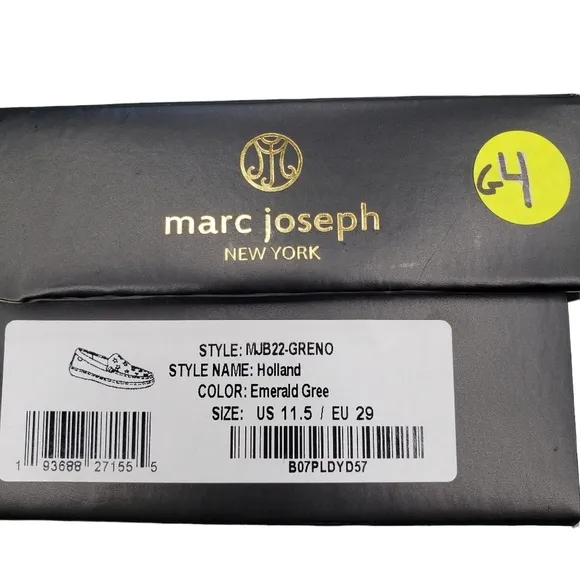 marc joseph
NEW YORK
G4
STYLE: MJB22-GRENO
STYLE NAME: Holland
COLOR: Emerald Gree
SIZE: US 11.5 / EU 29
1 93688 27155 5
B07PLDYD57